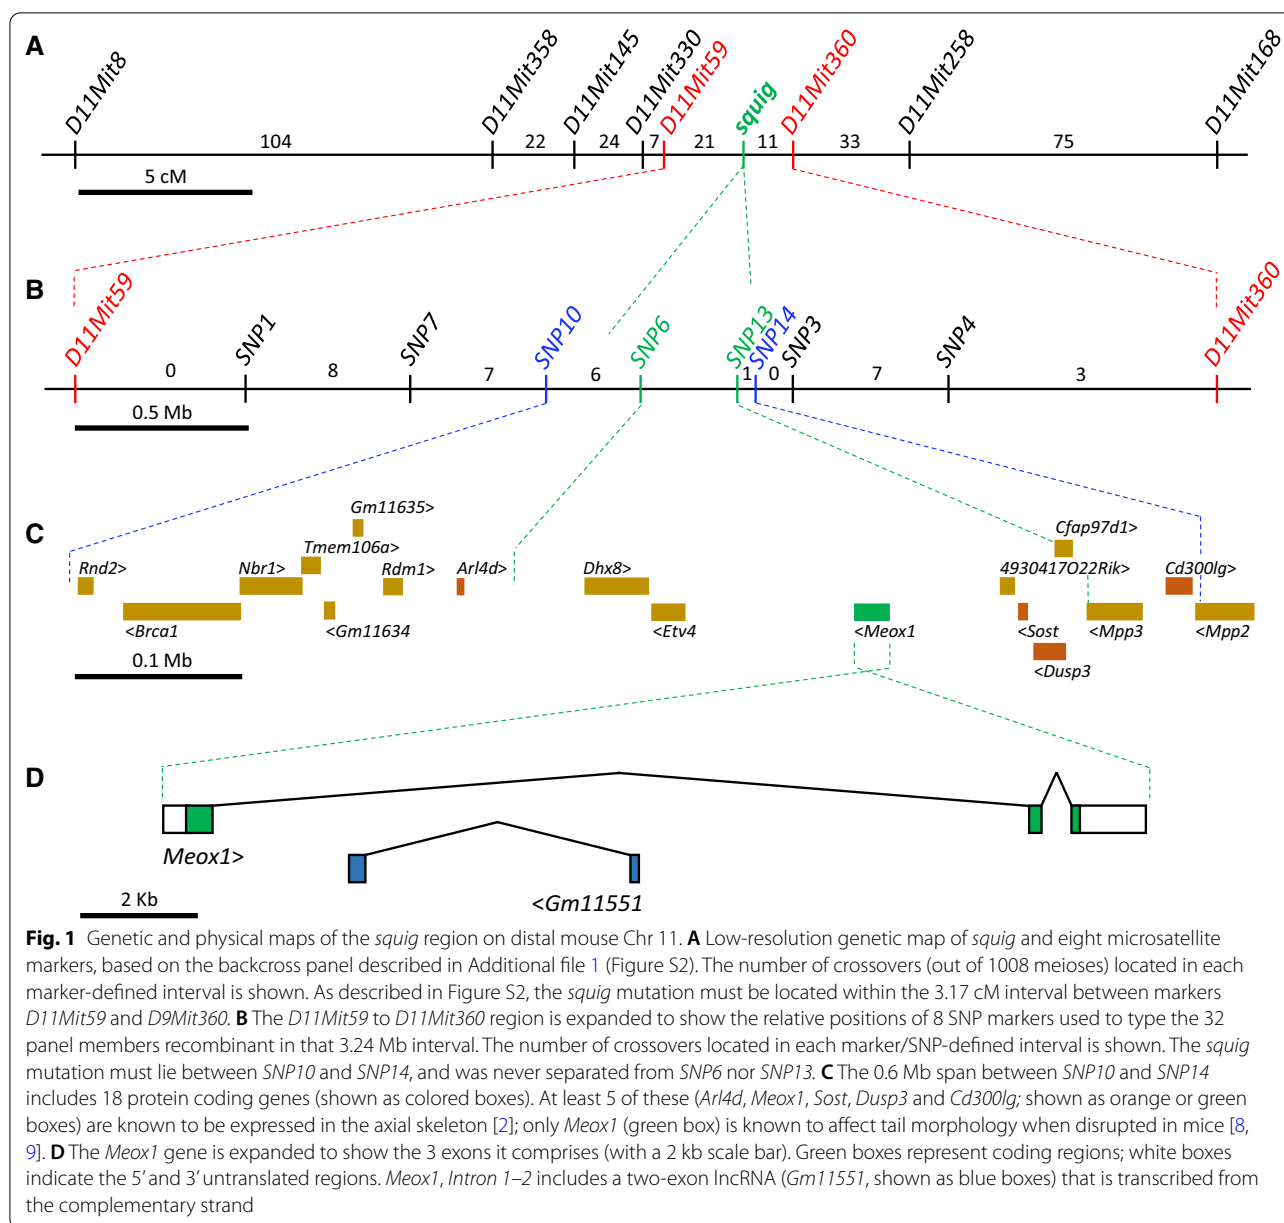 A
D11Mit8
D11Mit358
D11Mit145
D11Mit330
D11Mit59
squig
D11Mit360
D11Mit258
D11Mit168
104
22
24
7
21
11
33
75
5 cM
B
D11Mit59
SNP1
SNP7
SNP10
SNP6
SNP13
SNP14
SNP3
SNP4
D11Mit360
0
8
7
6
1
0
7
3
0.5 Mb
C
Gm11635>
Cfap97d1>
Tmem106a>
Rnd2>
Nbr1>
Rdm1>
Arl4d>
Dhx8>
4930417O22Rik>
Cd300lg>
<Brca1
<Gm11634
<Etv4
<Meox1
<Sost
<Mpp3
<Mpp2
<Dusp3
0.1 Mb
D
Meox1>
<Gm11551
2 Kb
Fig. 1 Genetic and physical maps of the squig region on distal mouse Chr 11. A Low-resolution genetic map of squig and eight microsatellite
markers, based on the backcross panel described in Additional file 1 (Figure S2). The number of crossovers (out of 1008 meioses) located in each
marker-defined interval is shown. As described in Figure S2, the squig mutation must be located within the 3.17 cM interval between markers
D11Mit59 and D9Mit360. B The D11Mit59 to D11Mit360 region is expanded to show the relative positions of 8 SNP markers used to type the 32
panel members recombinant in that 3.24 Mb interval. The number of crossovers located in each marker/SNP-defined interval is shown. The squig
mutation must lie between SNP10 and SNP14, and was never separated from SNP6 nor SNP13. C The 0.6 Mb span between SNP10 and SNP14
includes 18 protein coding genes (shown as colored boxes). At least 5 of these (Arl4d, Meox1, Sost, Dusp3 and Cd300lg; shown as orange or green
boxes) are known to be expressed in the axial skeleton [2]; only Meox1 (green box) is known to affect tail morphology when disrupted in mice [8,
9]. D The Meox1 gene is expanded to show the 3 exons it comprises (with a 2 kb scale bar). Green boxes represent coding regions; white boxes
indicate the 5′ and 3′ untranslated regions. Meox1, Intron 1–2 includes a two-exon lncRNA (Gm11551, shown as blue boxes) that is transcribed from
the complementary strand